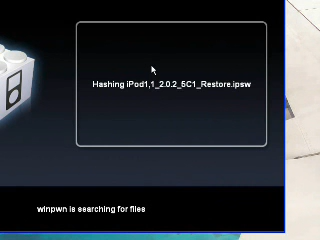 Hashing iPod1,1_2.0.2_5C1_Restore.ipsw
winpwn is searching for files